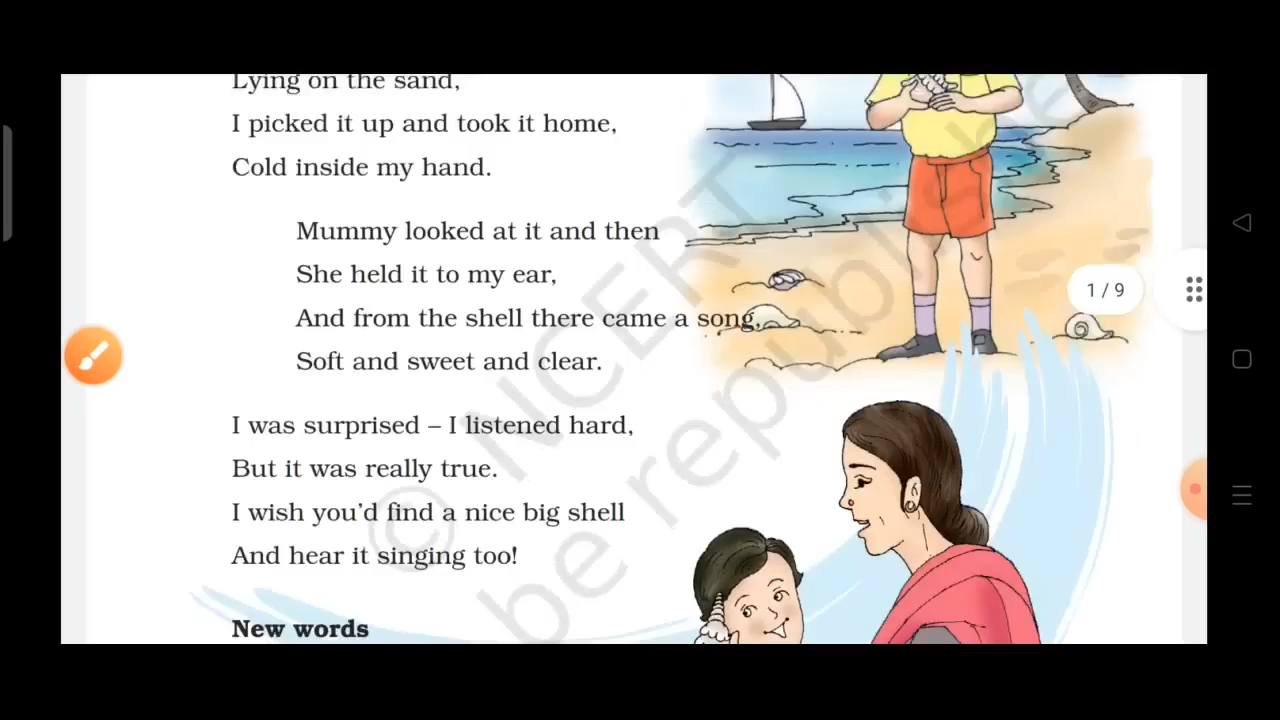 Lying on the sand,
I picked it up and took it home,
Cold inside my hand.
Mummy looked at it and then
She held it to my ear,
And from the shell there came a song
Soft and sweet and clear.
I was surprised – I listened hard,
But it was really true.
I wish you'd find a nice big shell
And hear it singing too!
New words
1 / 9
© NCERT
be republishe